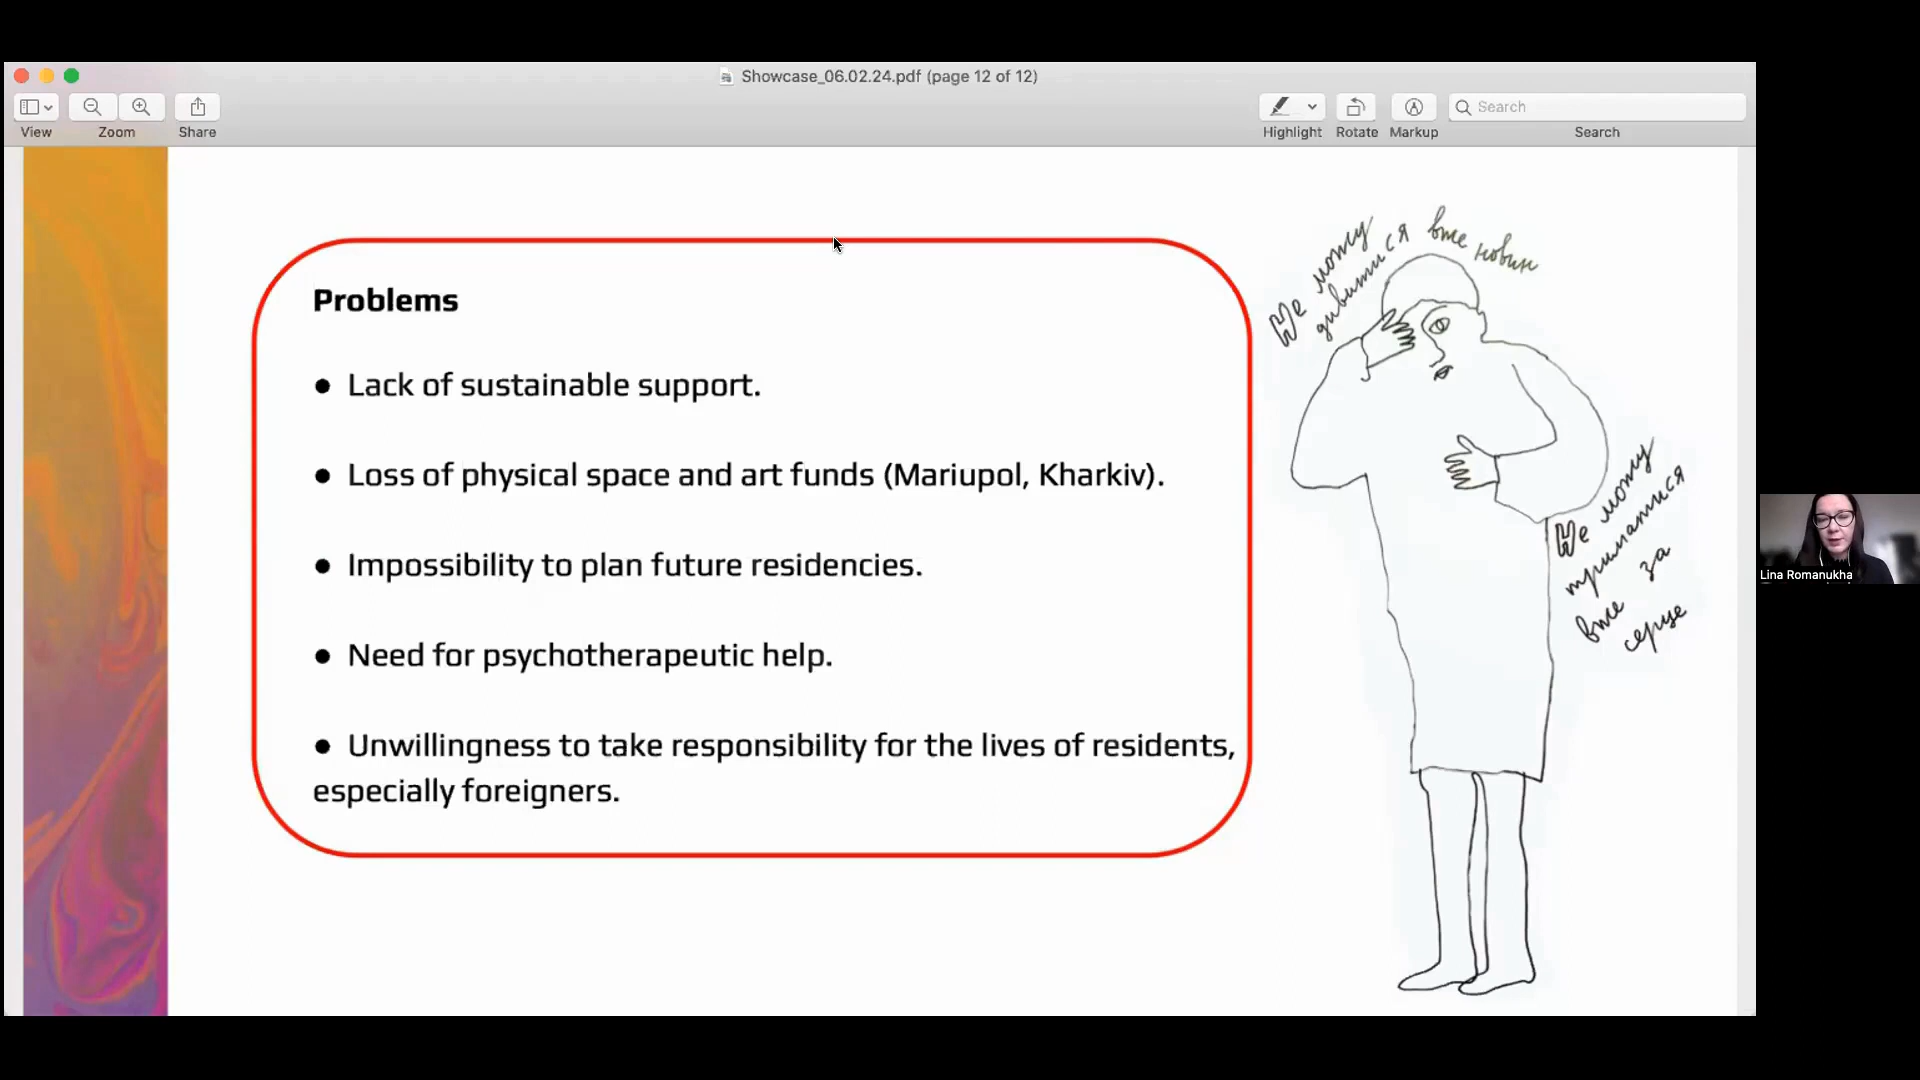 Showcase_06.02.24.pdf (page 12 of 12)
View
Zoom
Share
Highlight
Rotate
Markup
Search
Search
Problems
● Lack of sustainable support.
● Loss of physical space and art funds (Mariupol, Kharkiv).
● Impossibility to plan future residencies.
● Need for psychotherapeutic help.
● Unwillingness to take responsibility for the lives of residents,
especially foreigners.
Не можу
дивитися вже новин
Не можу
триматися
вже за
серце
Lina Romanukha